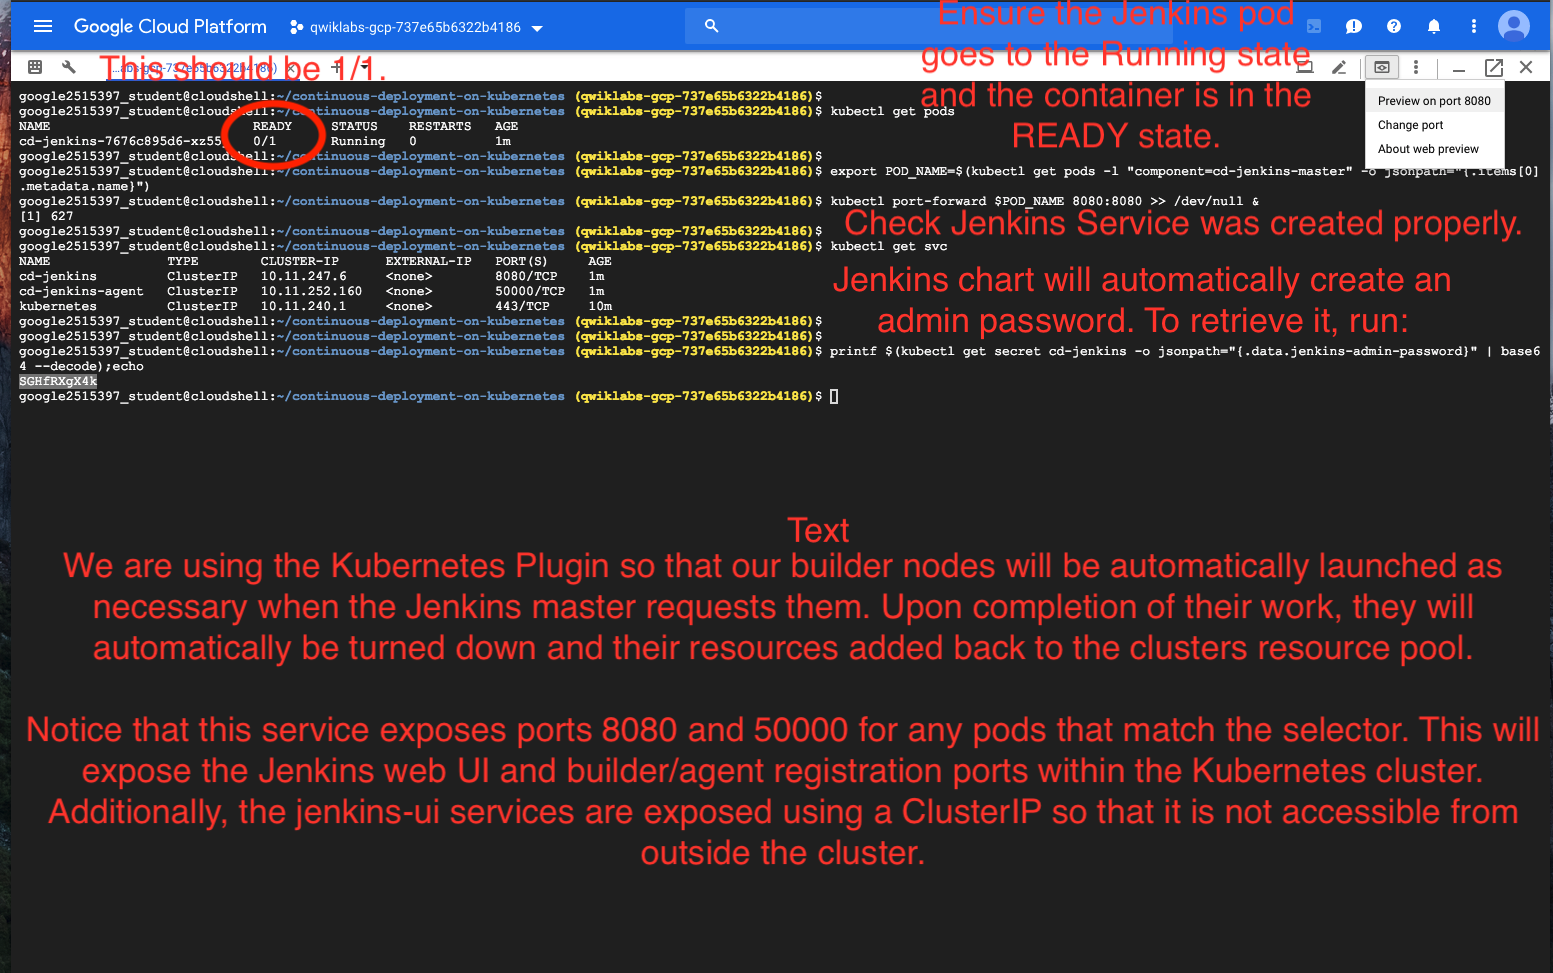 Google Cloud Platform
qwiklabs-gcp-737e65b6322b4186
Ensure the Jenkins pod
goes to the Running state
and the container is in the
READY state.
This should be 1/1.
Preview on port 8080
Change port
About web preview
google2515397_student@cloudshell:~/continuous-deployment-on-kubernetes (qwiklabs-gcp-737e65b6322b4186)$
google2515397_student@cloudshell:~/continuous-deployment-on-kubernetes (qwiklabs-gcp-737e65b6322b4186)$ kubectl get pods
NAME READY STATUS RESTARTS AGE
cd-jenkins-7676c895d6-xz55 0/1 Running 0 1m
google2515397_student@cloudshell:~/continuous-deployment-on-kubernetes (qwiklabs-gcp-737e65b6322b4186)$
google2515397_student@cloudshell:~/continuous-deployment-on-kubernetes (qwiklabs-gcp-737e65b6322b4186)$ export POD_NAME=$(kubectl get pods -l "component=cd-jenkins-master" -o jsonpath="{.items[0]
.metadata.name}")
google2515397_student@cloudshell:~/continuous-deployment-on-kubernetes (qwiklabs-gcp-737e65b6322b4186)$ kubectl port-forward $POD_NAME 8080:8080 >> /dev/null &
[1] 627
google2515397_student@cloudshell:~/continuous-deployment-on-kubernetes (qwiklabs-gcp-737e65b6322b4186)$
Check Jenkins Service was created properly.
google2515397_student@cloudshell:~/continuous-deployment-on-kubernetes (qwiklabs-gcp-737e65b6322b4186)$ kubectl get svc
NAME TYPE CLUSTER-IP EXTERNAL-IP PORT(S) AGE
cd-jenkins ClusterIP 10.11.247.6 <none> 8080/TCP 1m
cd-jenkins-agent ClusterIP 10.11.252.160 <none> 50000/TCP 1m
kubernetes ClusterIP 10.11.240.1 <none> 443/TCP 10m
Jenkins chart will automatically create an
admin password. To retrieve it, run:
google2515397_student@cloudshell:~/continuous-deployment-on-kubernetes (qwiklabs-gcp-737e65b6322b4186)$
google2515397_student@cloudshell:~/continuous-deployment-on-kubernetes (qwiklabs-gcp-737e65b6322b4186)$
google2515397_student@cloudshell:~/continuous-deployment-on-kubernetes (qwiklabs-gcp-737e65b6322b4186)$ printf $(kubectl get secret cd-jenkins -o jsonpath="{.data.jenkins-admin-password}" | base6
4 --decode);echo
SGHfRXgX4k
google2515397_student@cloudshell:~/continuous-deployment-on-kubernetes (qwiklabs-gcp-737e65b6322b4186)$
Text
We are using the Kubernetes Plugin so that our builder nodes will be automatically launched as
necessary when the Jenkins master requests them. Upon completion of their work, they will
automatically be turned down and their resources added back to the clusters resource pool.
Notice that this service exposes ports 8080 and 50000 for any pods that match the selector. This will
expose the Jenkins web UI and builder/agent registration ports within the Kubernetes cluster.
Additionally, the jenkins-ui services are exposed using a ClusterIP so that it is not accessible from
outside the cluster.